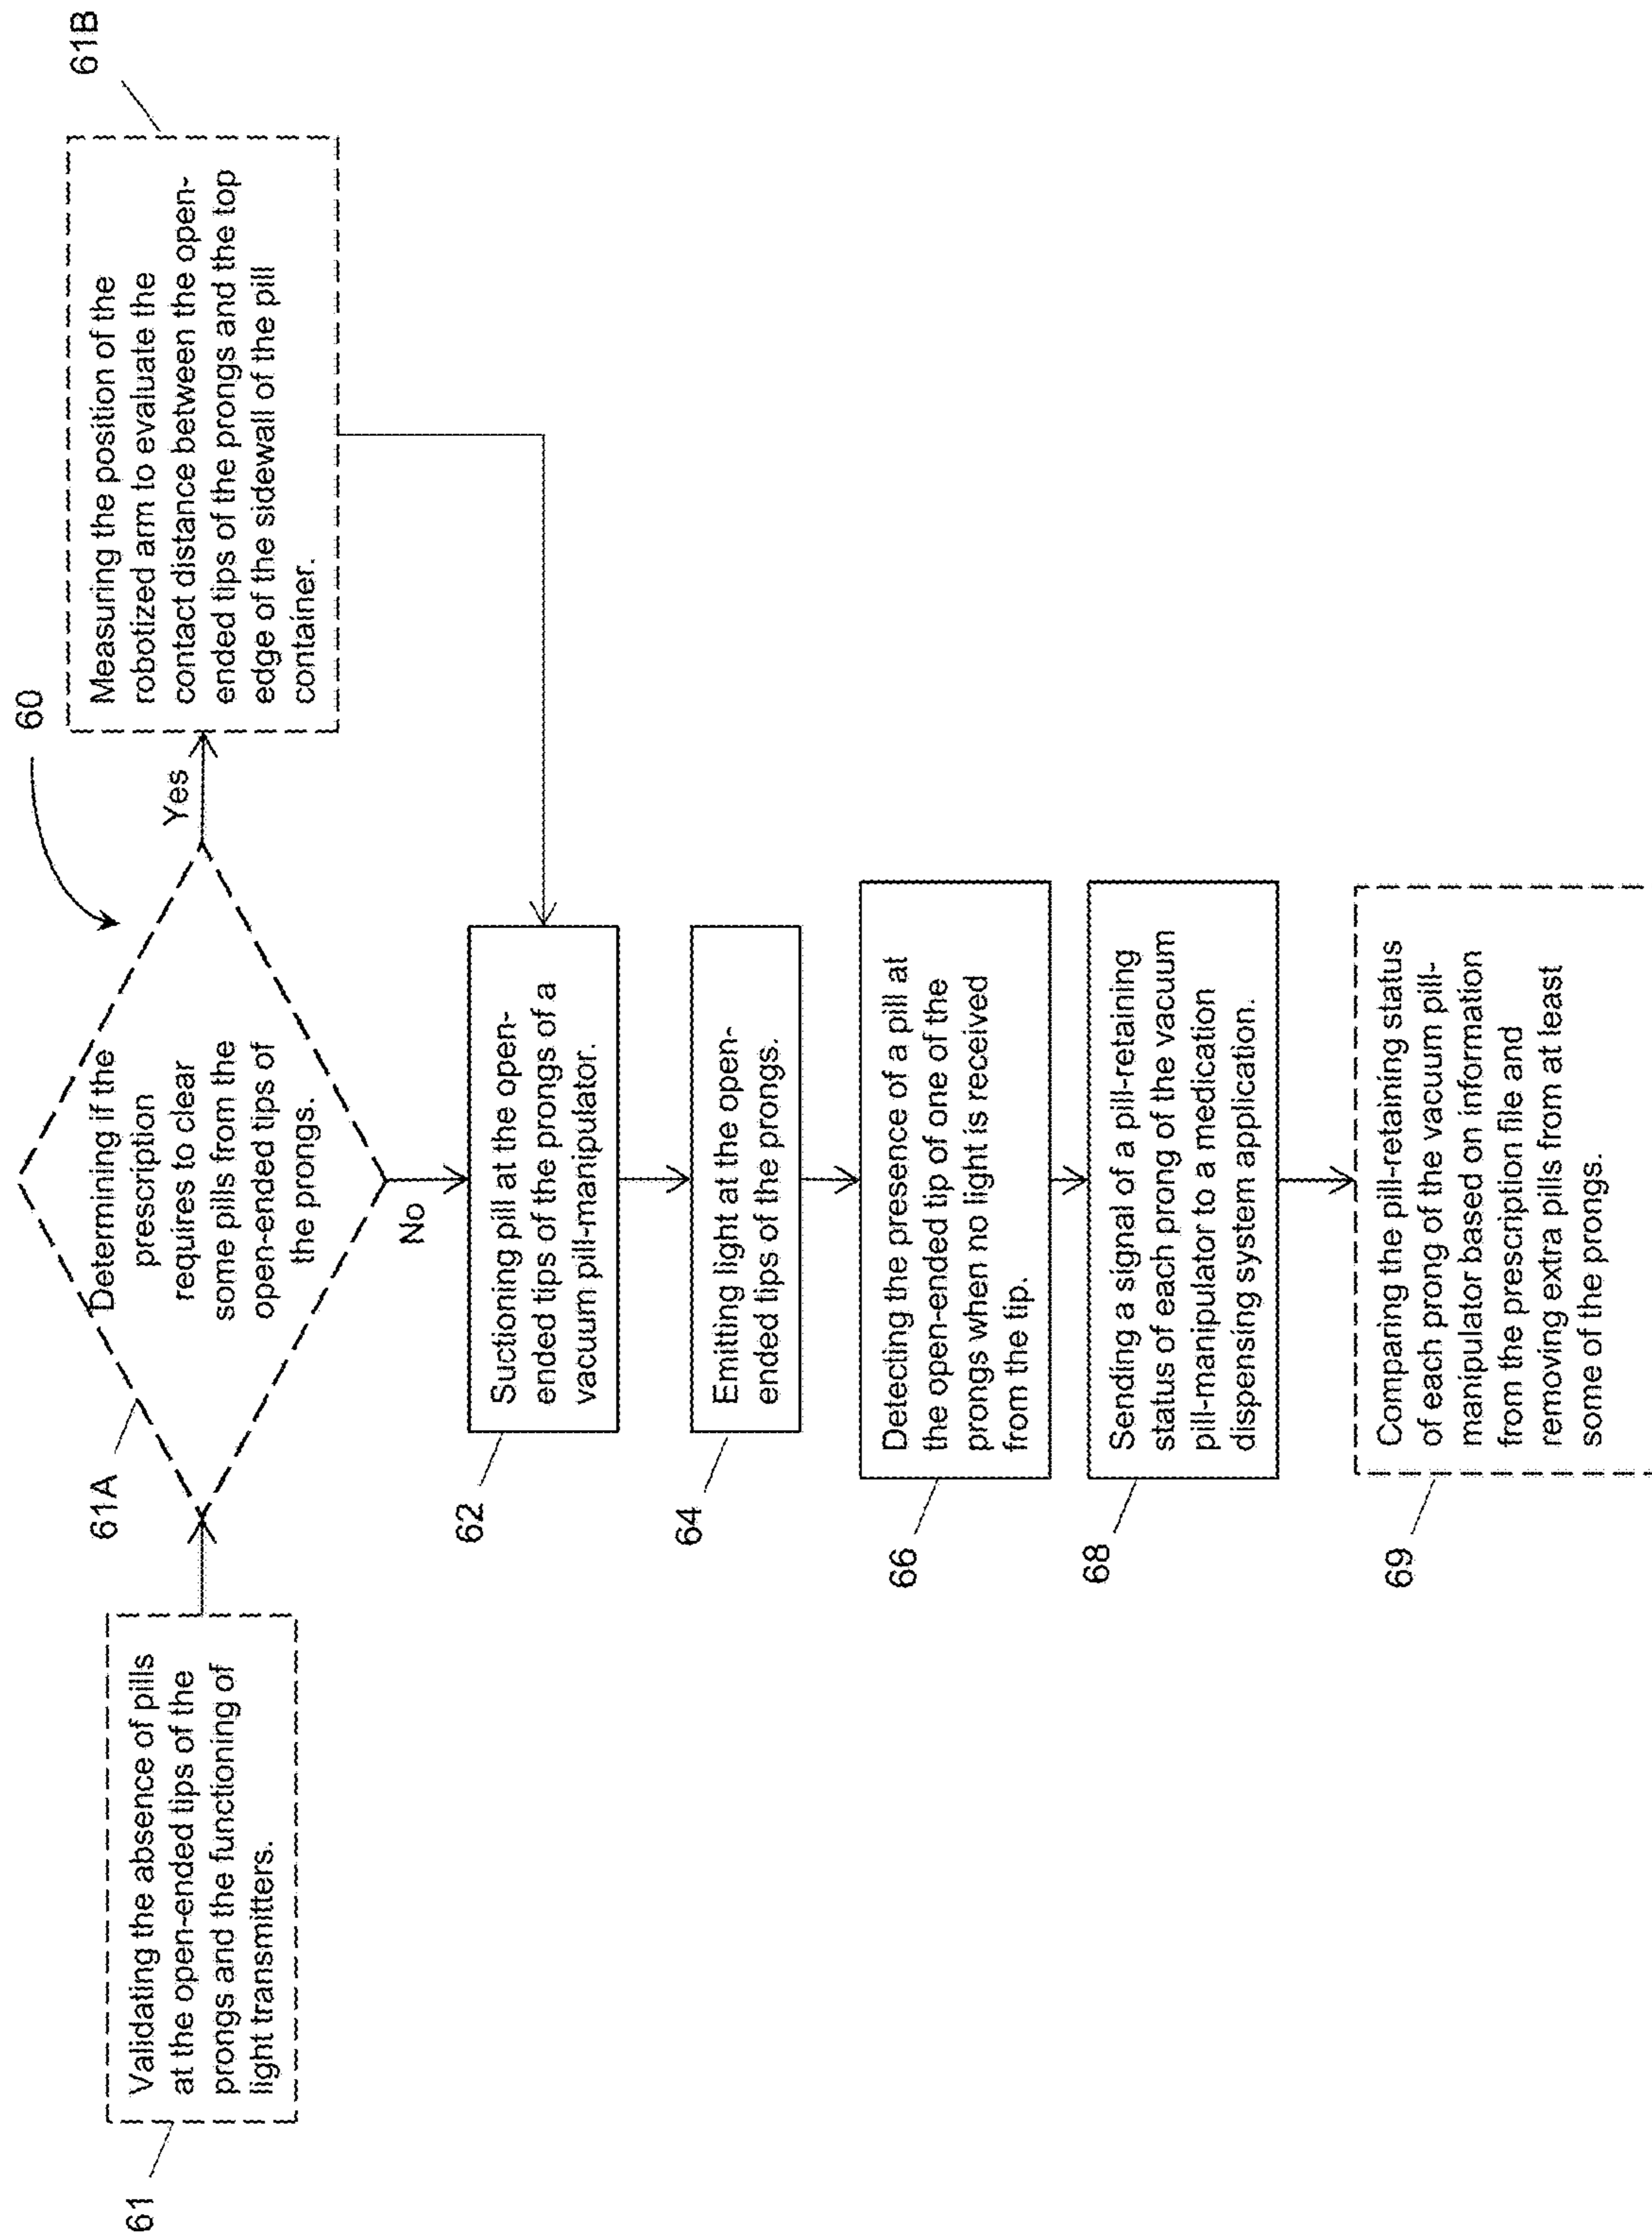 60
61
Validating the absence of pills
at the open-ended tips of the
prongs and the functioning of
light transmitters.
61A
Determining if the
prescription
requires to clear
some pills from the
open-ended tips of
the prongs.
Yes
61B
Measuring the position of the
robotized arm to evaluate the
contact distance between the open-
ended tips of the prongs and the top
edge of the sidewall of the pill
container.
No
62
Suctioning pill at the open-
ended tips of the prongs of a
vacuum pill-manipulator.
64
Emitting light at the open-
ended tips of the prongs.
66
Detecting the presence of a pill at
the open-ended tip of one of the
prongs when no light is received
from the tip.
68
Sending a signal of a pill-retaining
status of each prong of the vacuum
pill-manipulator to a medication
dispensing system application.
69
Comparing the pill-retaining status
of each prong of the vacuum pill-
manipulator based on information
from the prescription file and
removing extra pills from at least
some of the prongs.